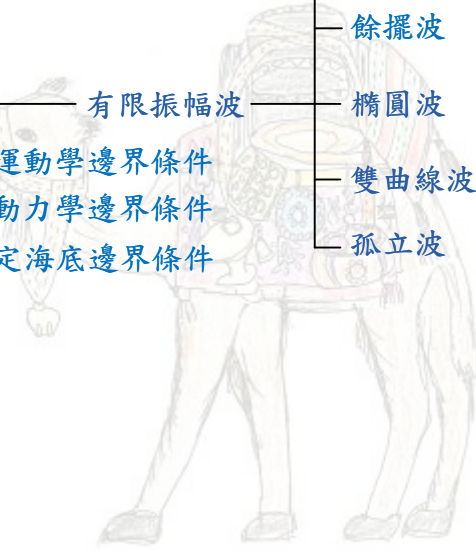 餘擺波
有限振幅波
橢圓波
運動學邊界條件
雙曲線波
動力學邊界條件
孤立波
定海底邊界條件